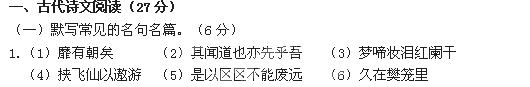 一、古代诗文阅读（27 分）
（一）默写常见的名句名篇。（6 分）
1.（1）靡有朝矣 （2）其闻道也亦先乎吾 （3）梦啼妆泪红阑干
（4）挟飞仙以遨游 （5）是以区区不能废远 （6）久在樊笼里